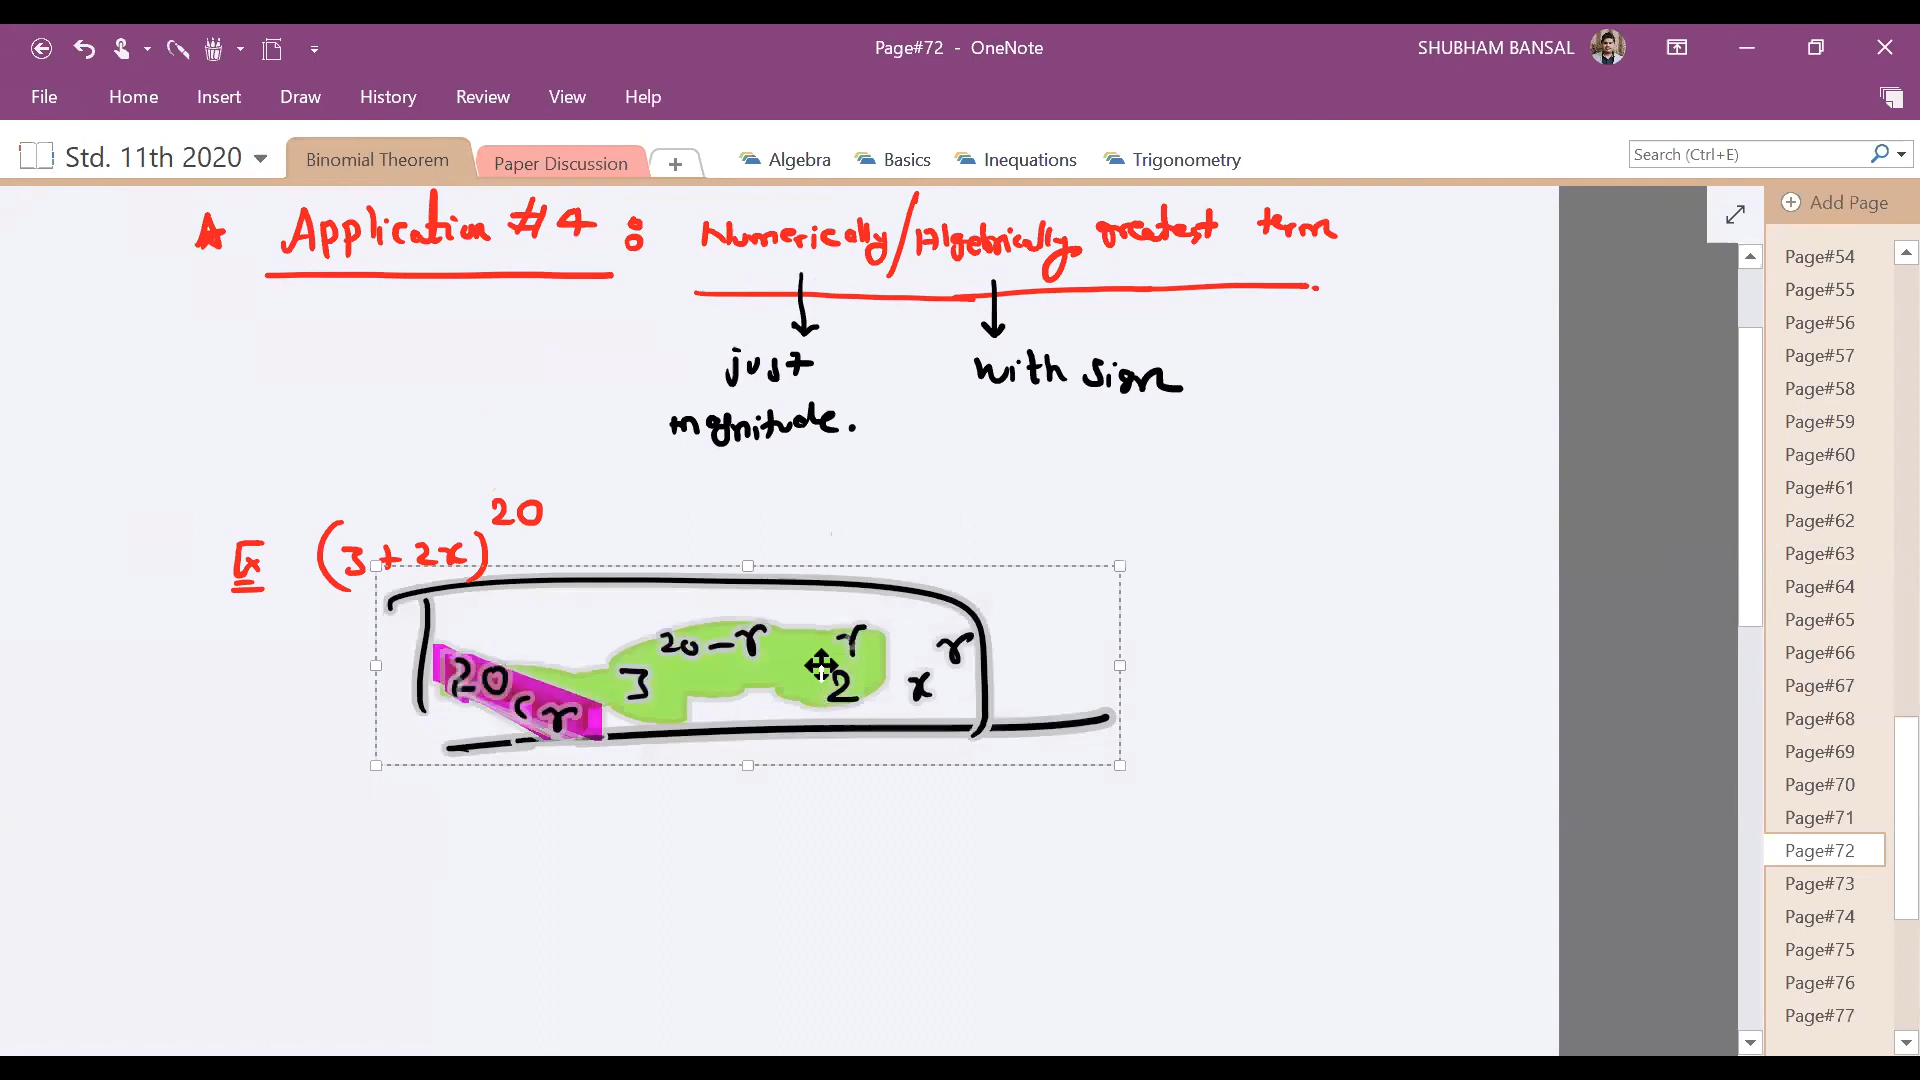 Page#72 - OneNote
SHUBHAM BANSAL
File Home Insert Draw History Review View Help
Std. 11th 2020
Binomial Theorem
Paper Discussion
+
Algebra Basics Inequations Trigonometry
Search (Ctrl+E)
Add Page
Application #4 : Numerically/Algebrically greatest term
just
magnitude.
with sign
Ex (3+2x)^20
20Cr 3^20-r 2^r x^r
Page#54
Page#55
Page#56
Page#57
Page#58
Page#59
Page#60
Page#61
Page#62
Page#63
Page#64
Page#65
Page#66
Page#67
Page#68
Page#69
Page#70
Page#71
Page#72
Page#73
Page#74
Page#75
Page#76
Page#77